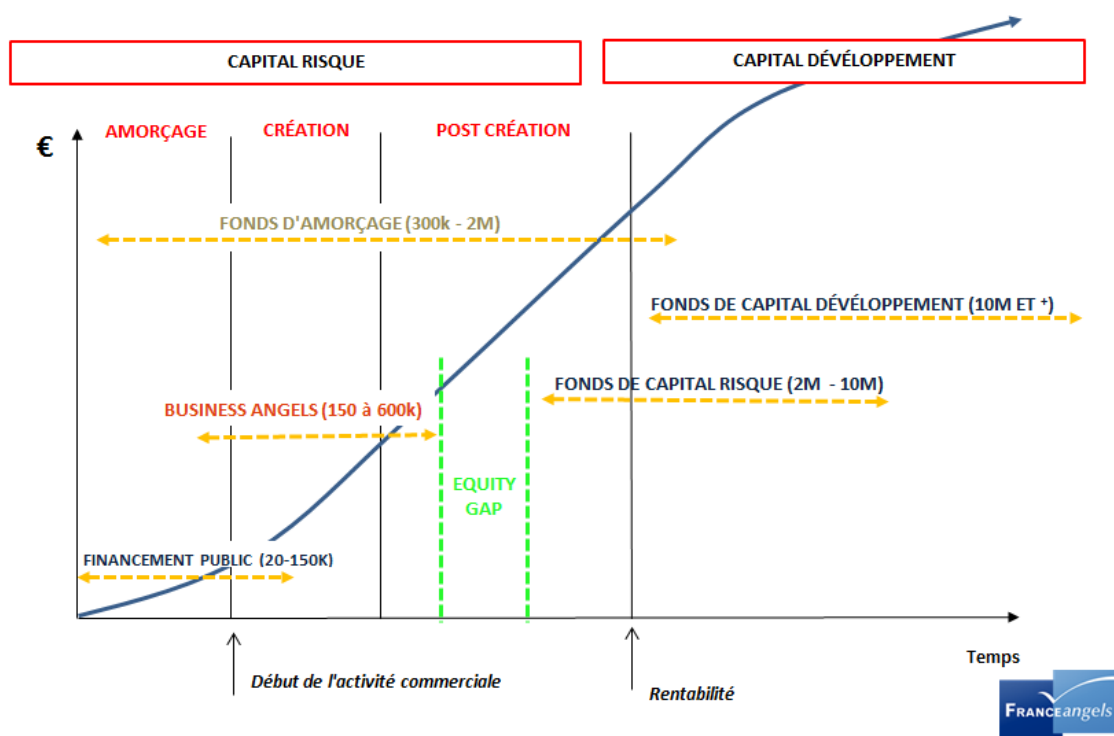 CAPITAL RISQUE
CAPITAL DÉVÉLOPPEMENT
€
AMORÇAGE
CRÉATION
POST CRÉATION
FONDS D'AMORÇAGE (300k - 2M)
FONDS DE CAPITAL DÉVÉLOPPEMENT (10M ET +)
FONDS DE CAPITAL RISQUE (2M - 10M)
BUSINESS ANGELS (150 à 600k)
EQUITY
GAP
FINANCEMENT PUBLIC (20-150K)
Temps
Début de l'activité commerciale
Rentabilité
FRANCEangels